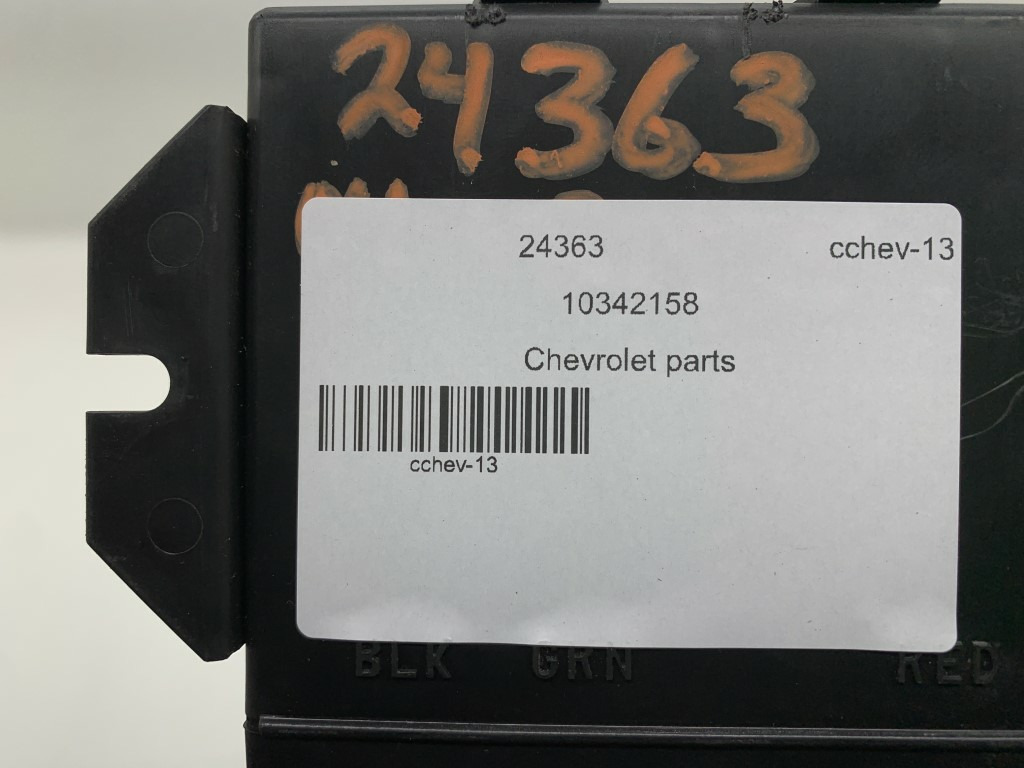 24363
24363 cchev-13
10342158
Chevrolet parts
cchev-13
BLK GRN RED